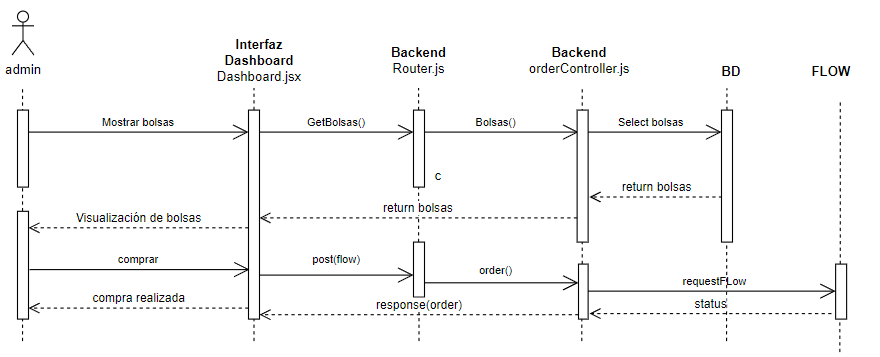 admin
Interfaz
Dashboard
Dashboard.jsx
Backend
Router.js
Backend
orderController.js
BD
FLOW
Mostrar bolsas
GetBolsas()
Bolsas()
Select bolsas
c
return bolsas
return bolsas
Visualización de bolsas
comprar
post(flow)
order()
requestFLow
compra realizada
response(order)
status